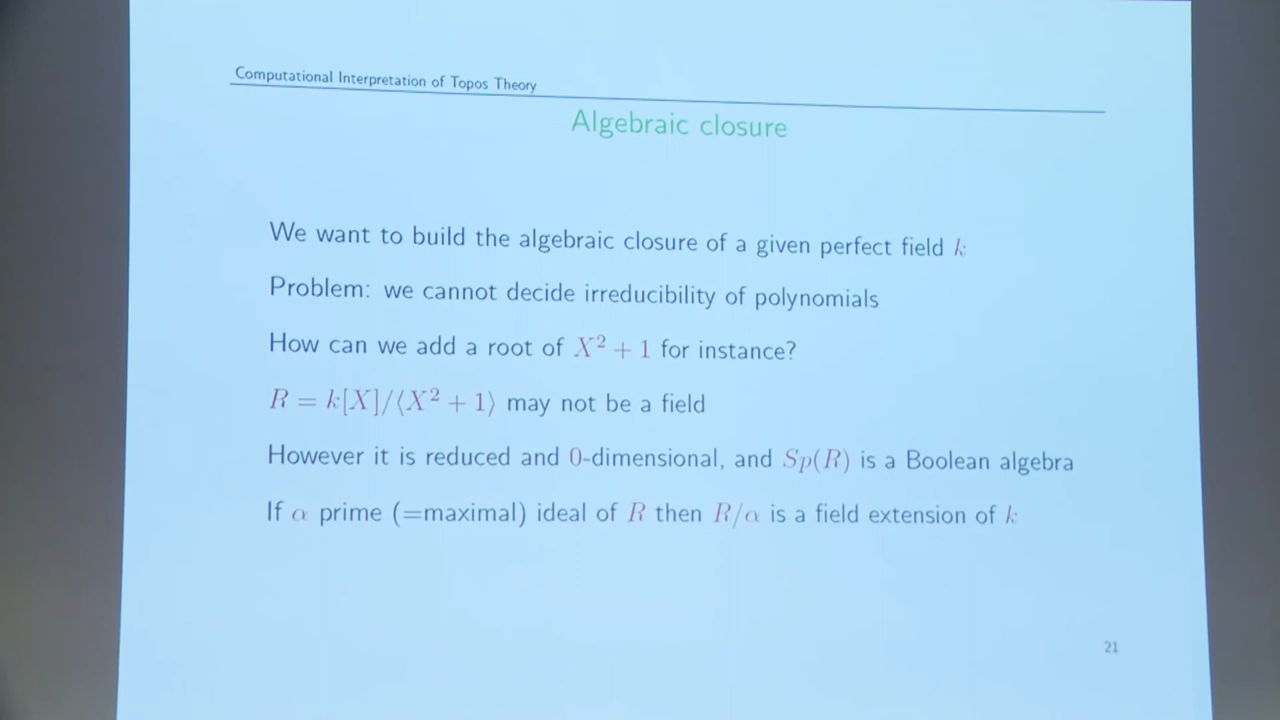 Computational Interpretation of Topos Theory
Algebraic closure
We want to build the algebraic closure of a given perfect field k
Problem: we cannot decide irreducibility of polynomials
How can we add a root of X² + 1 for instance?
R = k[X]/⟨X² + 1⟩ may not be a field
However it is reduced and 0-dimensional, and Sp(R) is a Boolean algebra
If α prime (=maximal) ideal of R then R/α is a field extension of k
21